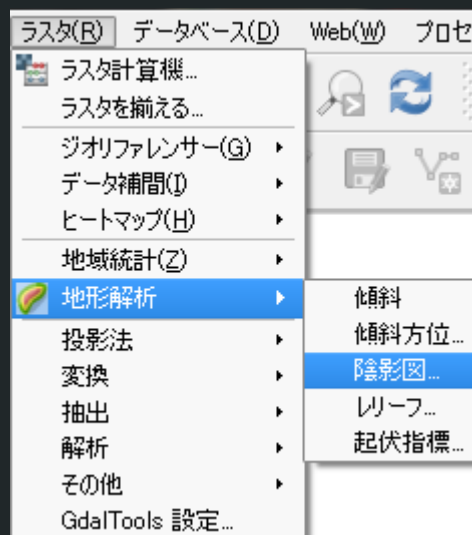 ラスタ(R) データベース(D) Web(W) プロセ
ラスタ計算機...
ラスタを揃える...
ジオリファレンサー(G)
データ補間(I)
ヒートマップ(H)
地域統計(Z)
地形解析
投影法
変換
抽出
解析
その他
GdalTools 設定...
傾斜
傾斜方位...
陰影図...
レリーフ...
起伏指標...